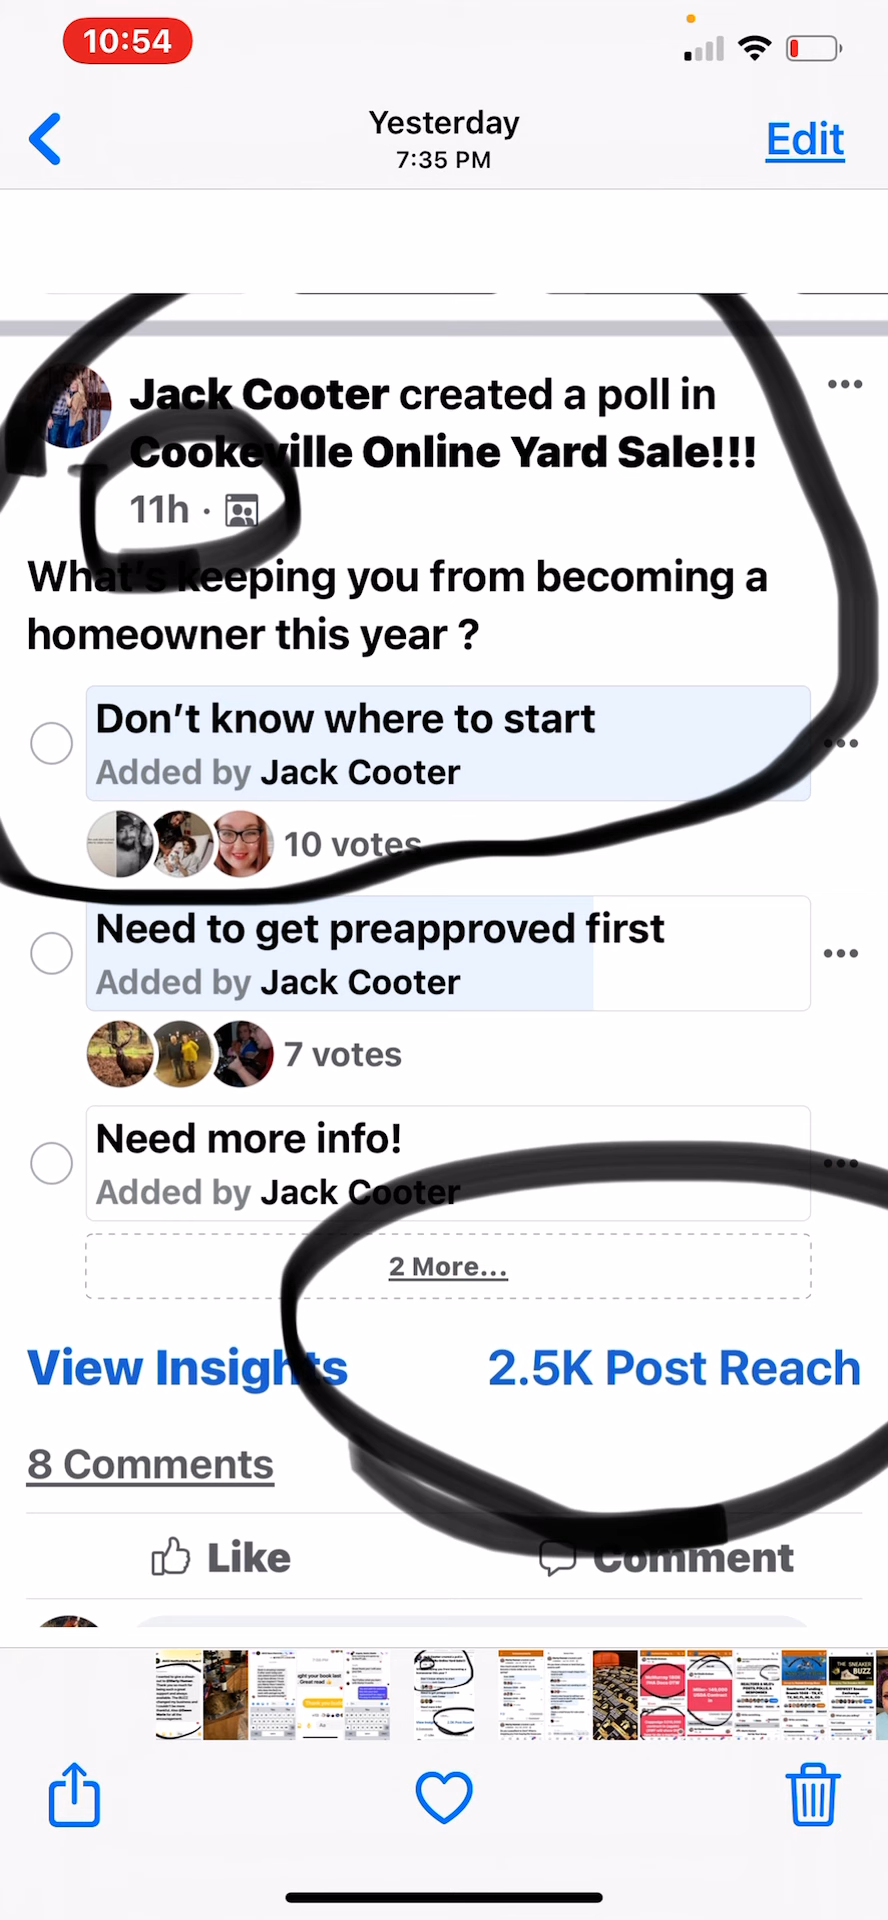 10:54
Yesterday
7:35 PM
Edit
Jack Cooter created a poll in
Cookeville Online Yard Sale!!!
11h ·
What's keeping you from becoming a
homeowner this year ?
Don't know where to start
Added by Jack Cooter
10 votes
Need to get preapproved first
Added by Jack Cooter
7 votes
Need more info!
Added by Jack Cooter
2 More...
View Insights
2.5K Post Reach
8 Comments
Like
Comment
THE SNEAKER
BUZZ